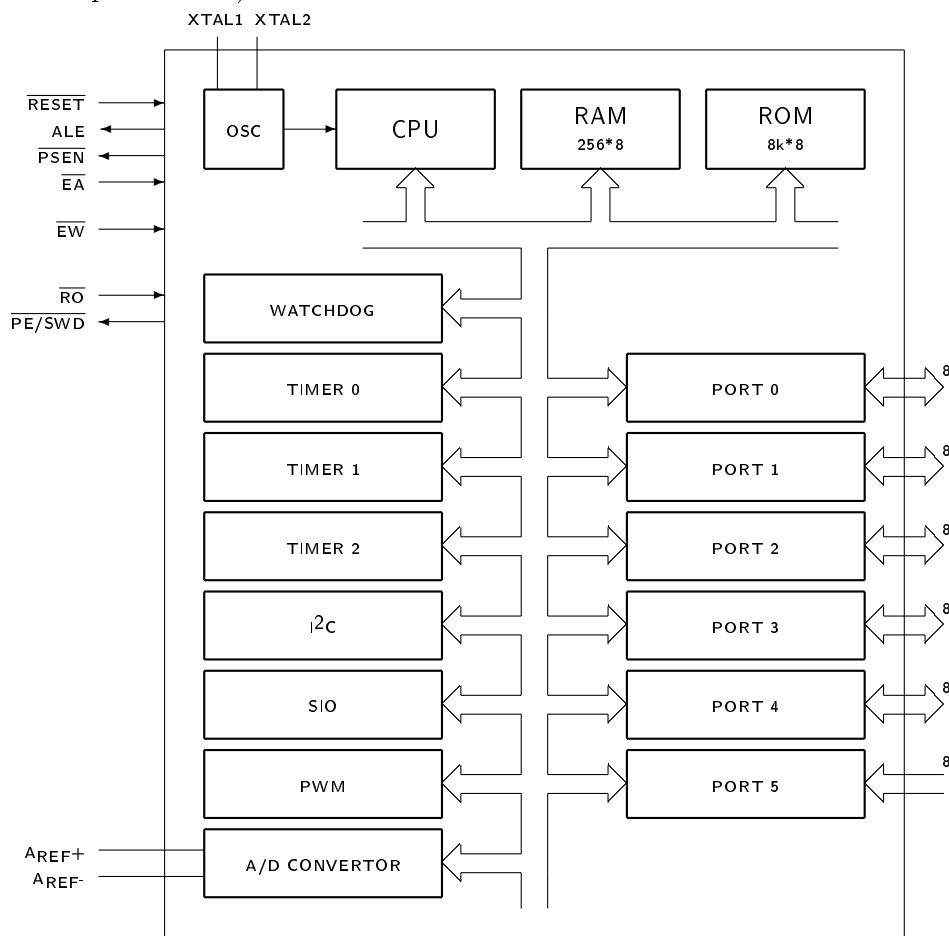 XTAL1 XTAL2
RESET
ALE
PSEN
EA
EW
RO
PE/SWD
OSC
CPU
RAM
256*8
ROM
8k*8
WATCHDOG
TIMER 0
TIMER 1
TIMER 2
I²C
SIO
PWM
A/D CONVERTOR
AREF+
AREF-
PORT 0
8
PORT 1
8
PORT 2
8
PORT 3
8
PORT 4
8
PORT 5
8